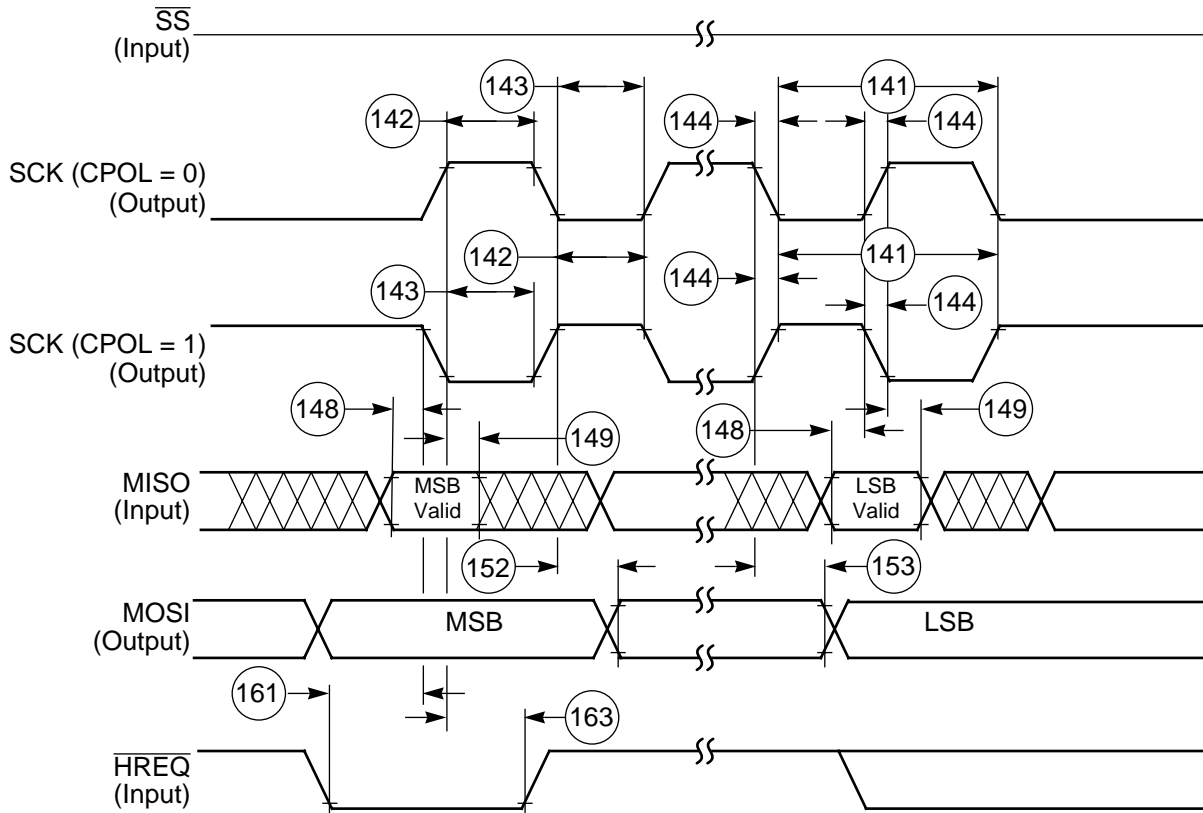 SS
(Input)
143
141
142
144
144
SCK (CPOL = 0)
(Output)
142
141
143
144
144
SCK (CPOL = 1)
(Output)
148
149
148
149
MISO
(Input)
MSB
Valid
LSB
Valid
152
153
MOSI
(Output)
MSB
LSB
161
163
HREQ
(Input)